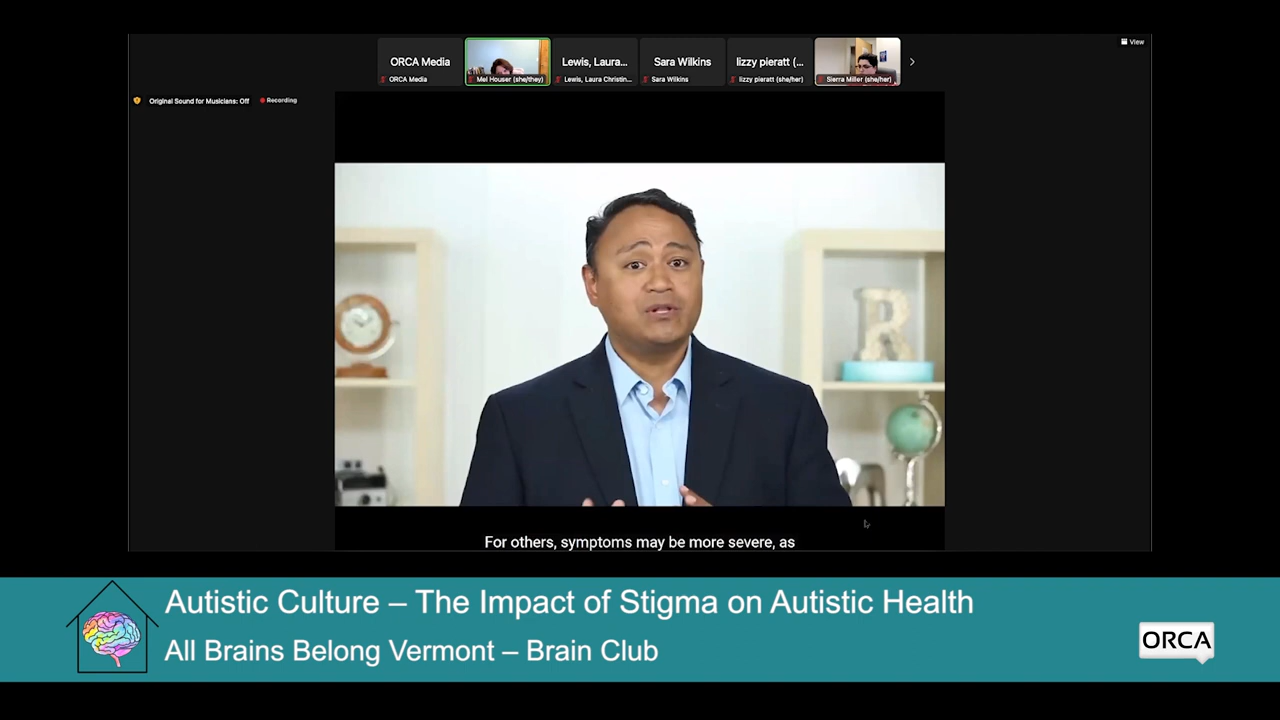 View
ORCA Media
Lewis, Laura...
Sara Wilkins
lizzy pieratt (...
ORCA Media
Mel Houser (she/they)
Lewis, Laura Christin...
Sara Wilkins
lizzy pieratt (she/her)
Sierra Miller (she/her)
Original Sound for Musicians: Off
Recording
R
For others, symptoms may be more severe, as
Autistic Culture – The Impact of Stigma on Autistic Health
All Brains Belong Vermont – Brain Club
ORCA